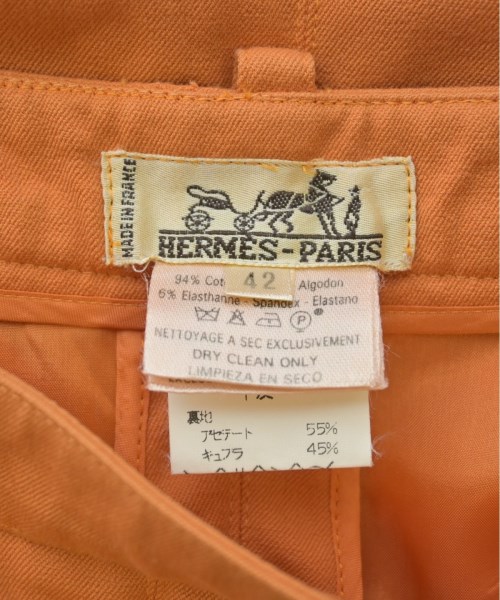 MADE IN FRANCE
HERMÈS-PARIS
42
94% Cot Algodon
6% Elasthanne - Spandex - Elastano
P
NETTOYAGE A SEC EXCLUSIVEMENT
DRY CLEAN ONLY
LIMPIEZA EN SECO
裏地
アセテート 55%
キュプラ 45%